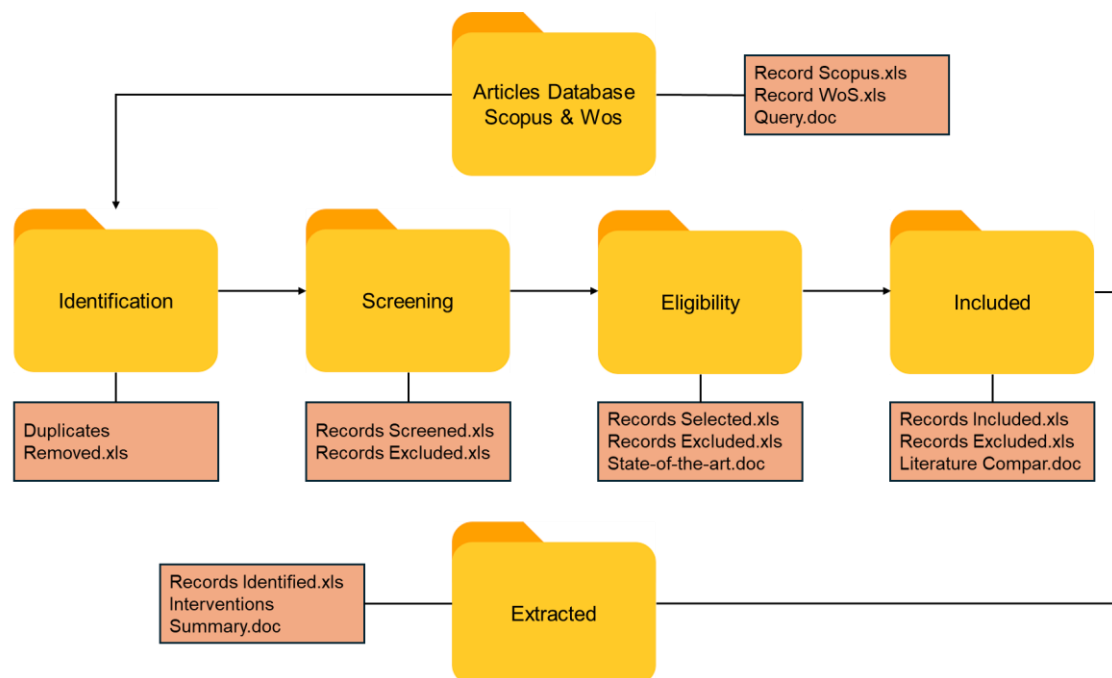 Articles Database
Scopus & Wos
Record Scopus.xls
Record WoS.xls
Query.doc
Identification
Screening
Eligibility
Included
Duplicates
Removed.xls
Records Screened.xls
Records Excluded.xls
Records Selected.xls
Records Excluded.xls
State-of-the-art.doc
Records Included.xls
Records Excluded.xls
Literature Compar.doc
Records Identified.xls
Interventions
Summary.doc
Extracted